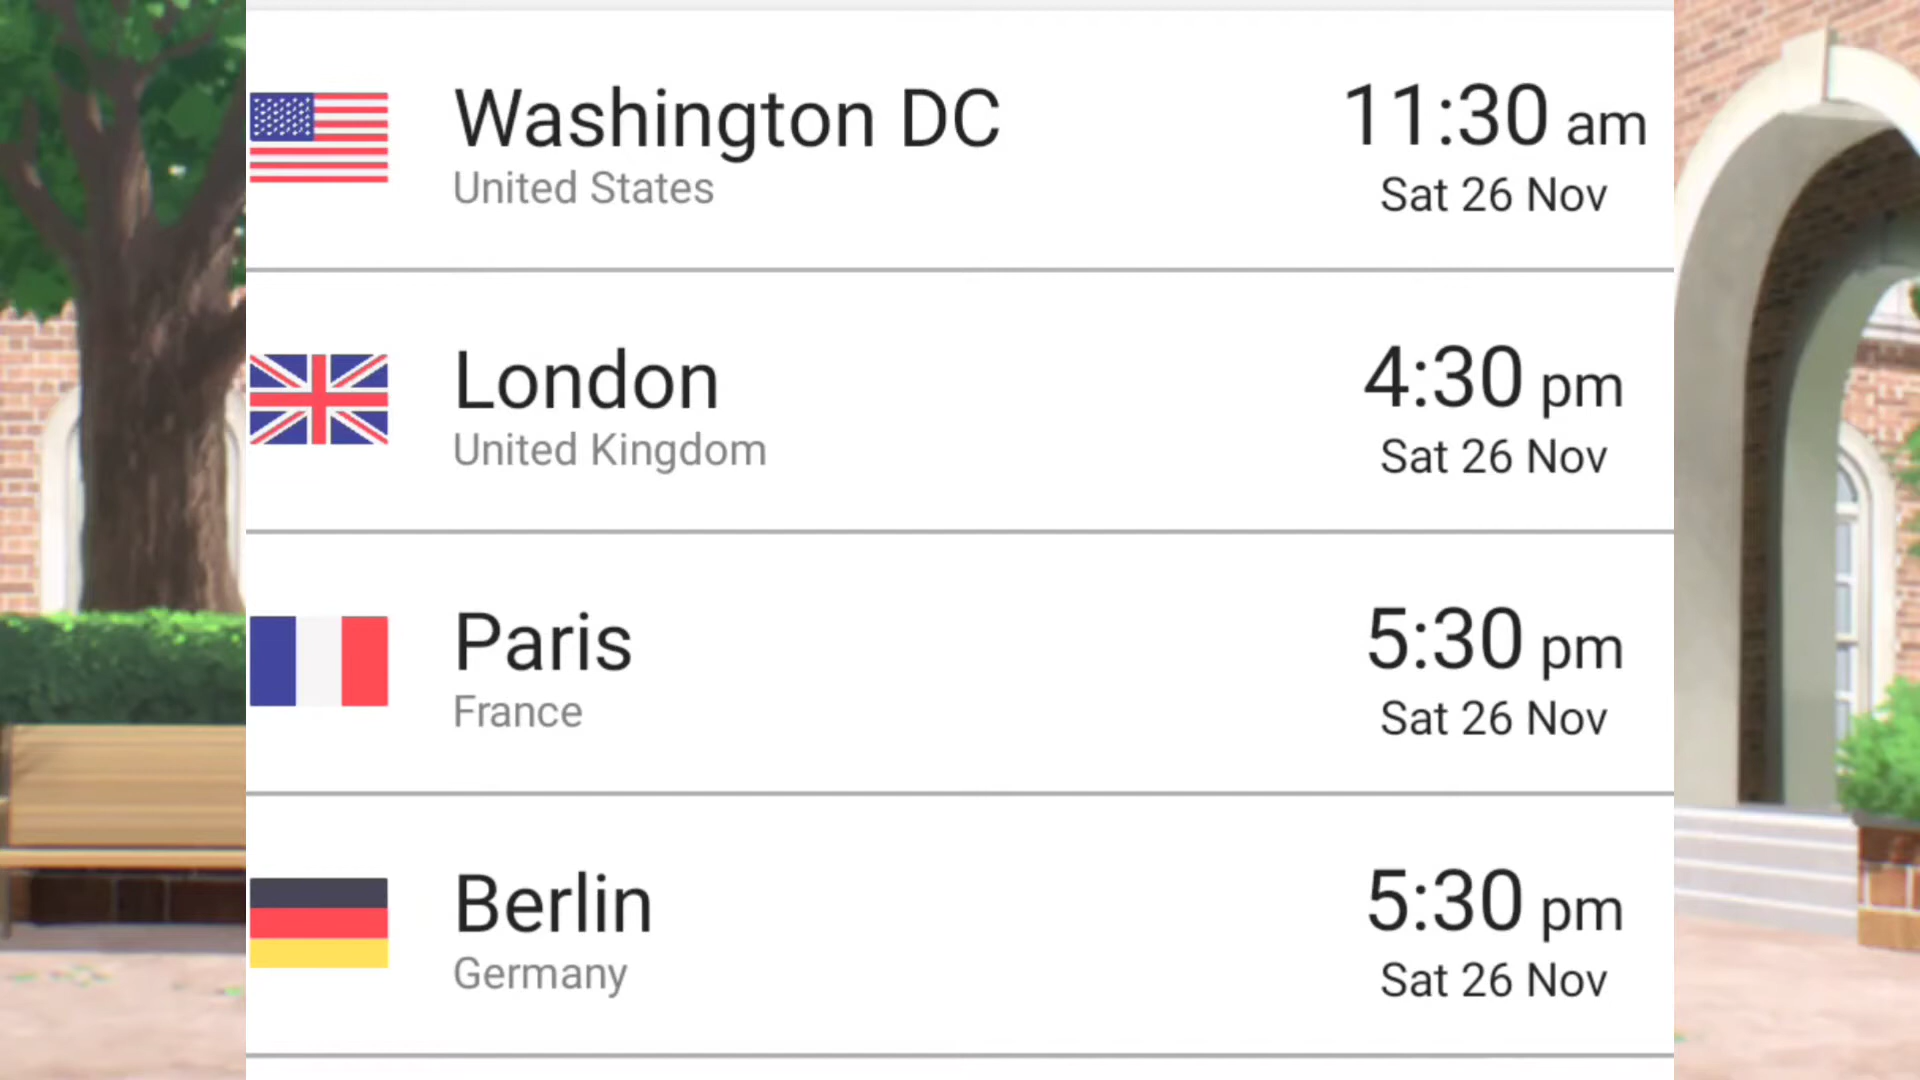 Washington DC
United States
11:30 am
Sat 26 Nov
London
United Kingdom
4:30 pm
Sat 26 Nov
Paris
France
5:30 pm
Sat 26 Nov
Berlin
Germany
5:30 pm
Sat 26 Nov